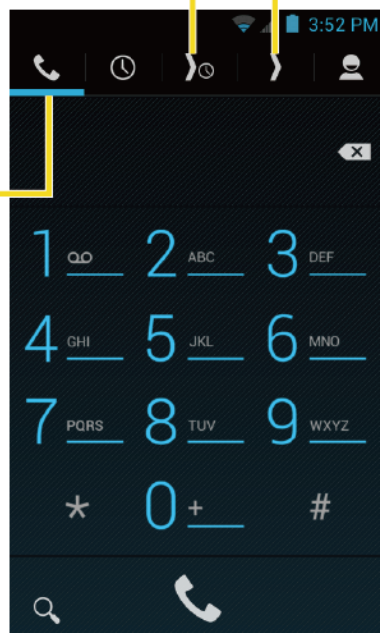 3:52 PM
1 2 ABC 3 DEF
4 GHI 5 JKL 6 MNO
7 PQRS 8 TUV 9 WXYZ
* 0 + #